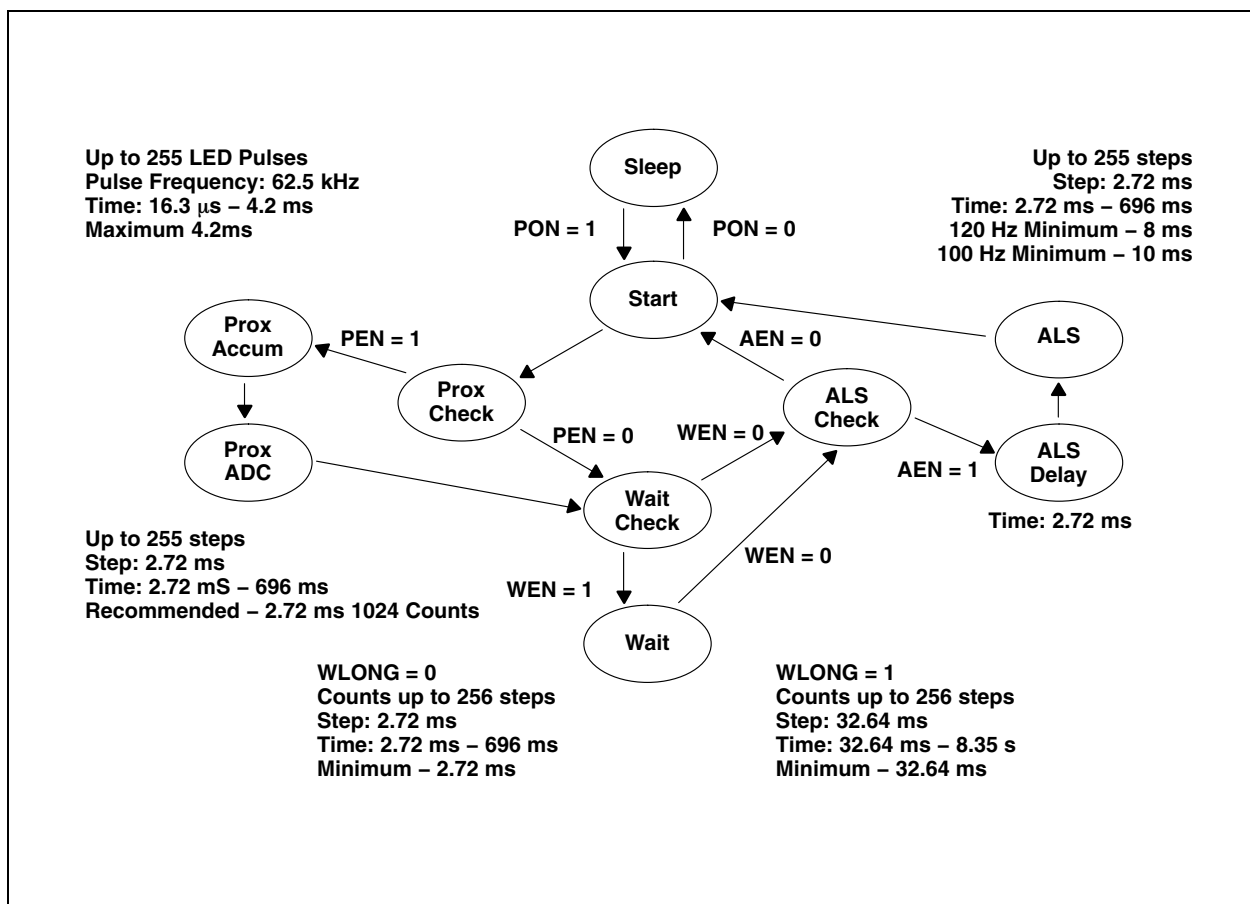 Up to 255 LED Pulses
Pulse Frequency: 62.5 kHz
Time: 16.3 μs – 4.2 ms
Maximum 4.2ms
Sleep
Up to 255 steps
Step: 2.72 ms
Time: 2.72 ms – 696 ms
120 Hz Minimum – 8 ms
100 Hz Minimum – 10 ms
PON = 1
PON = 0
Start
Prox
Accum
PEN = 1
AEN = 0
ALS
Prox
Check
ALS
Check
Prox
ADC
PEN = 0
WEN = 0
AEN = 1
ALS
Delay
Time: 2.72 ms
Wait
Check
Up to 255 steps
Step: 2.72 ms
Time: 2.72 mS – 696 ms
Recommended – 2.72 ms 1024 Counts
WEN = 1
WEN = 0
Wait
WLONG = 0
Counts up to 256 steps
Step: 2.72 ms
Time: 2.72 ms – 696 ms
Minimum – 2.72 ms
WLONG = 1
Counts up to 256 steps
Step: 32.64 ms
Time: 32.64 ms – 8.35 s
Minimum – 32.64 ms